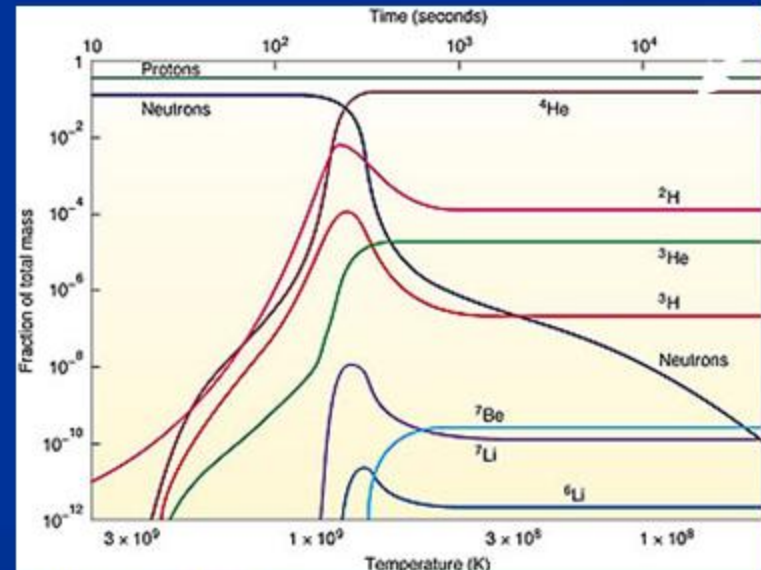 Time (seconds)
10 10² 10³ 10⁴
1
Protons
Neutrons
⁴He
10⁻²
²H
10⁻⁴
³He
10⁻⁶
³H
10⁻⁸
Neutrons
⁷Be
10⁻¹⁰
⁷Li
⁶Li
10⁻¹²
Fraction of total mass
3 × 10⁹ 1 × 10⁹ 3 × 10⁸ 1 × 10⁸
Temperature (K)